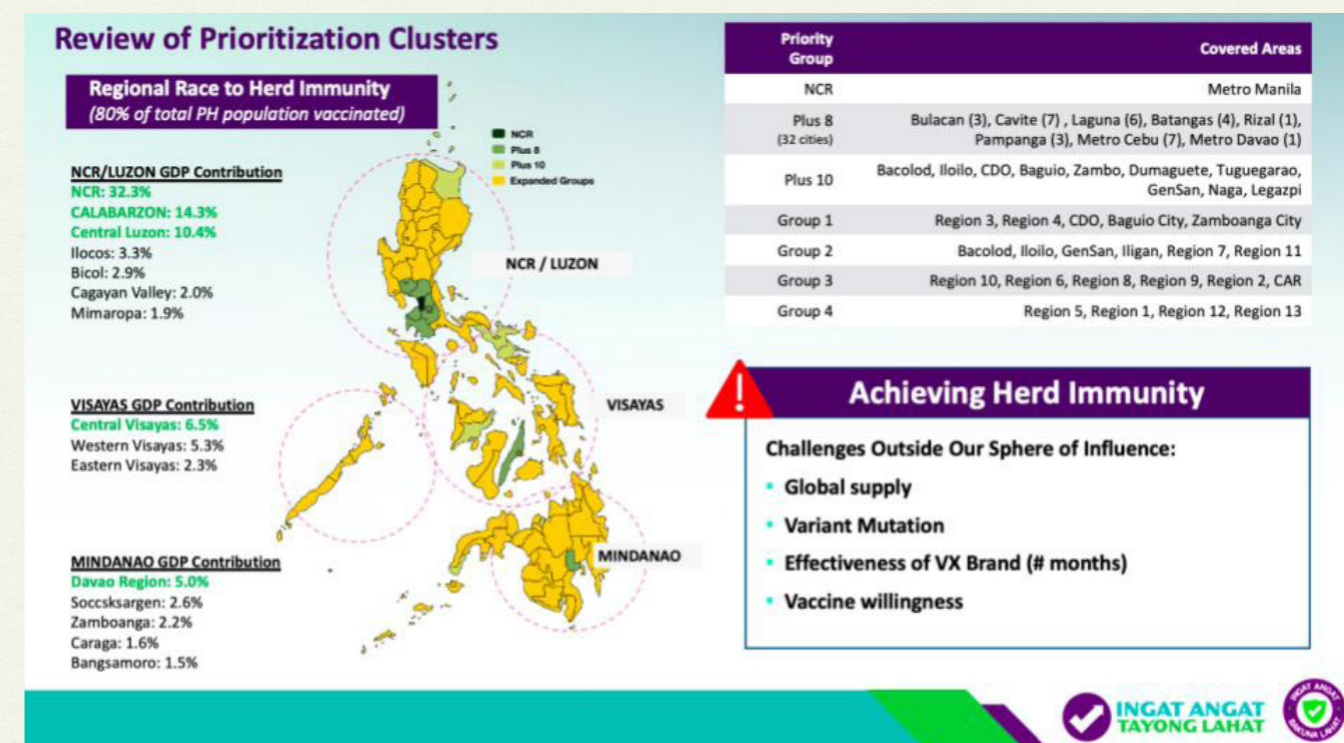 Review of Prioritization Clusters
Regional Race to Herd Immunity
(80% of total PH population vaccinated)
NCR
Plus 8
Plus 10
Expanded Groups
NCR/LUZON GDP Contribution
NCR: 32.3%
CALABARZON: 14.3%
Central Luzon: 10.4%
Ilocos: 3.3%
Bicol: 2.9%
Cagayan Valley: 2.0%
Mimaropa: 1.9%
NCR / LUZON
VISAYAS GDP Contribution
Central Visayas: 6.5%
Western Visayas: 5.3%
Eastern Visayas: 2.3%
VISAYAS
MINDANAO GDP Contribution
Davao Region: 5.0%
Soccsksargen: 2.6%
Zamboanga: 2.2%
Caraga: 1.6%
Bangsamoro: 1.5%
MINDANAO
Priority Group Covered Areas
NCR Metro Manila
Plus 8 (32 cities) Bulacan (3), Cavite (7) , Laguna (6), Batangas (4), Rizal (1),
Pampanga (3), Metro Cebu (7), Metro Davao (1)
Plus 10 Bacolod, Iloilo, CDO, Baguio, Zambo, Dumaguete, Tuguegarao,
GenSan, Naga, Legazpi
Group 1 Region 3, Region 4, CDO, Baguio City, Zamboanga City
Group 2 Bacolod, Iloilo, GenSan, Iligan, Region 7, Region 11
Group 3 Region 10, Region 6, Region 8, Region 9, Region 2, CAR
Group 4 Region 5, Region 1, Region 12, Region 13
!
Achieving Herd Immunity
Challenges Outside Our Sphere of Influence:
• Global supply
• Variant Mutation
• Effectiveness of VX Brand (# months)
• Vaccine willingness
INGAT ANGAT
TAYONG LAHAT
INGAT ANGAT
BAKUNA LAHAT